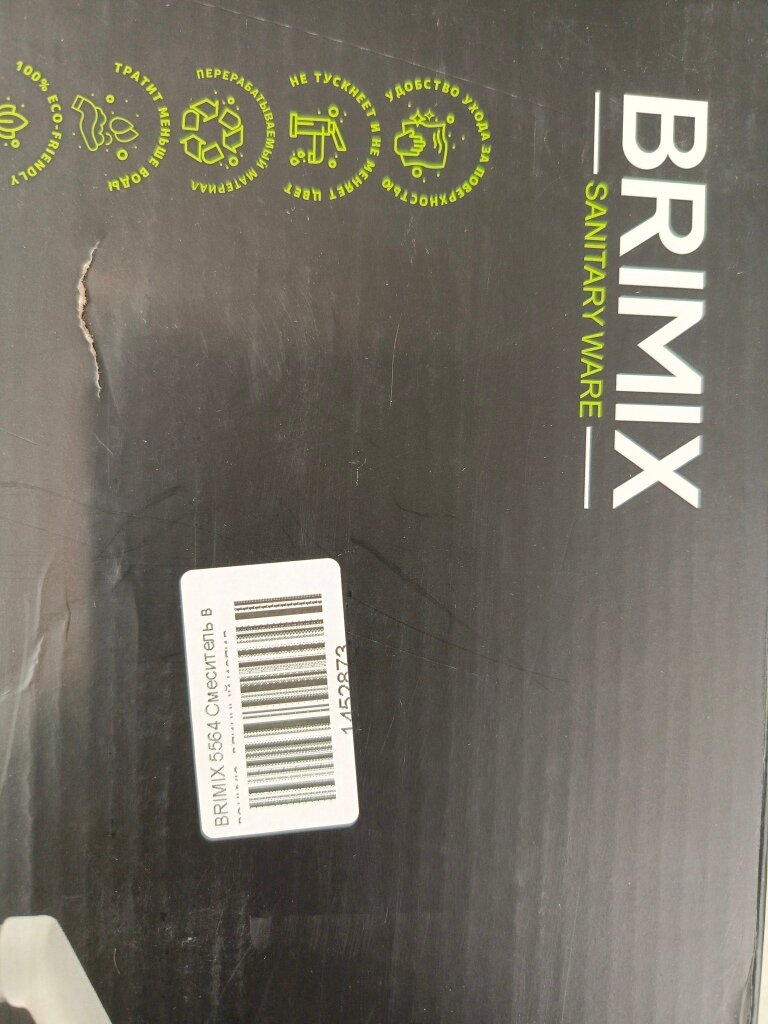 BRIMIX
SANITARY WARE
УДОБСТВО УХОДА ЗА ПОВЕРХНОСТЬЮ
НЕ ТУСКНЕЕТ И НЕ МЕНЯЕТ ЦВЕТ
ПЕРЕРАБАТЫВАЕМЫЙ МАТЕРИАЛ
ТРАТИТ МЕНЬШЕ ВОДЫ
100% ECO-FRIENDLY
1452873
BRIMIX 5564 Смеситель в